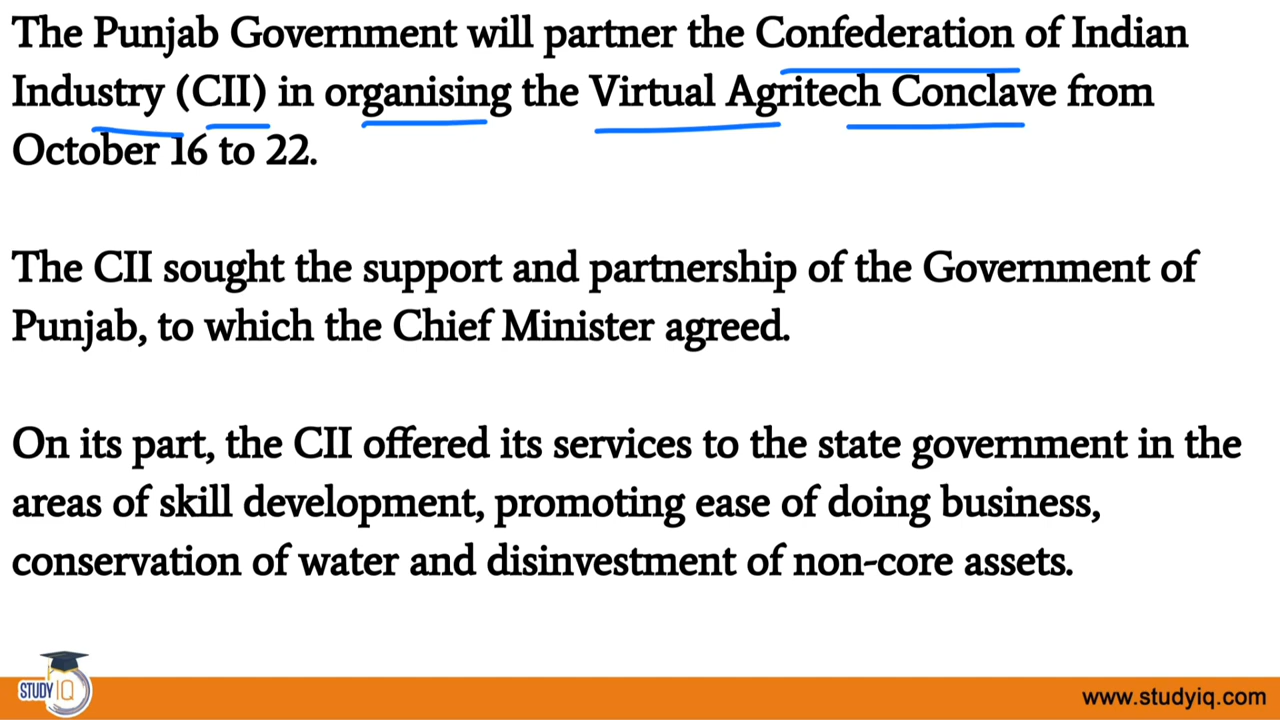 The Punjab Government will partner the Confederation of Indian
Industry (CII) in organising the Virtual Agritech Conclave from
October 16 to 22.
The CII sought the support and partnership of the Government of
Punjab, to which the Chief Minister agreed.
On its part, the CII offered its services to the state government in the
areas of skill development, promoting ease of doing business,
conservation of water and disinvestment of non-core assets.
STUDY IQ
www.studyiq.com